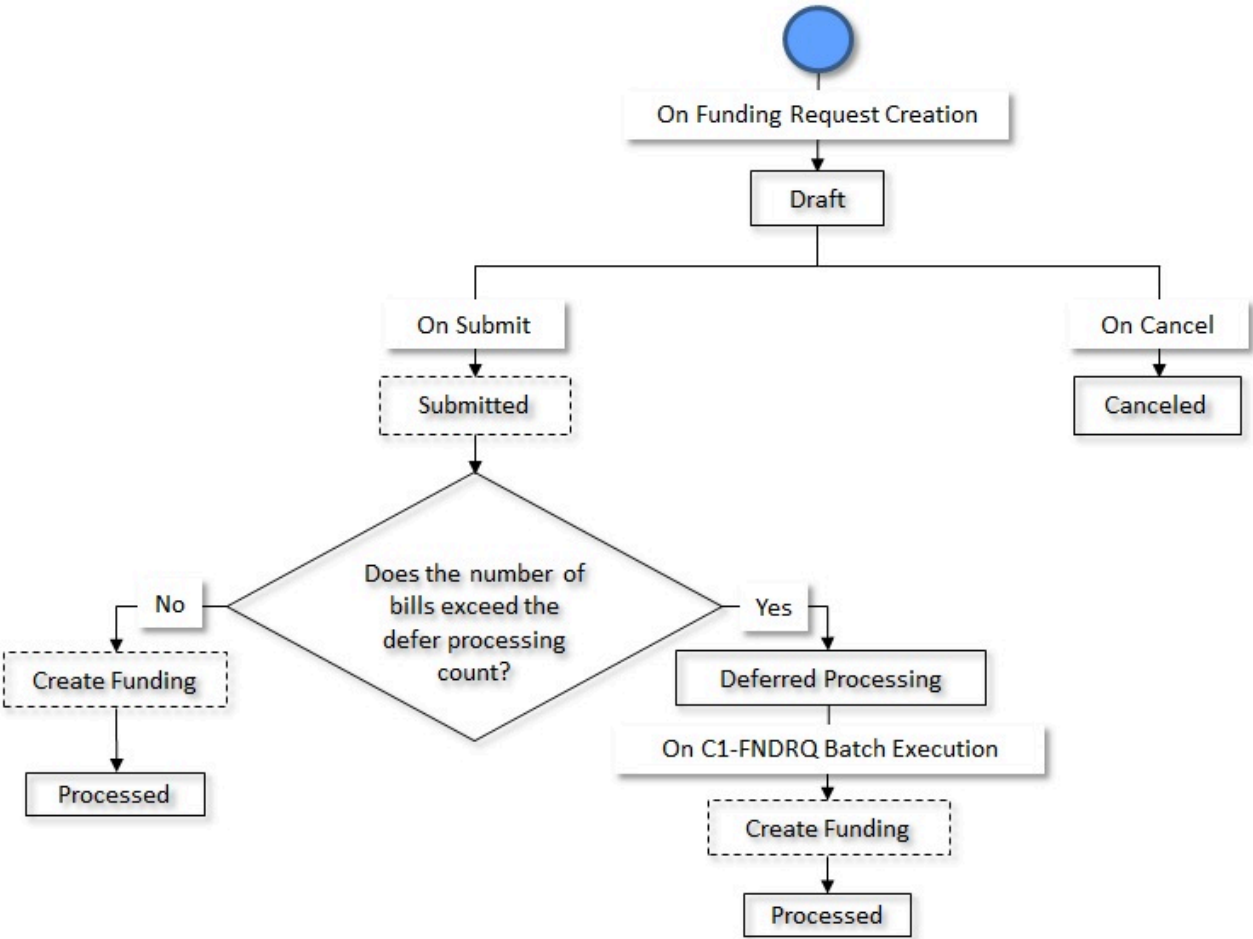 On Funding Request Creation
Draft
On Submit
On Cancel
Submitted
Canceled
Does the number of
bills exceed the
defer processing
count?
No
Yes
Create Funding
Deferred Processing
On C1-FNDRQ Batch Execution
Processed
Create Funding
Processed